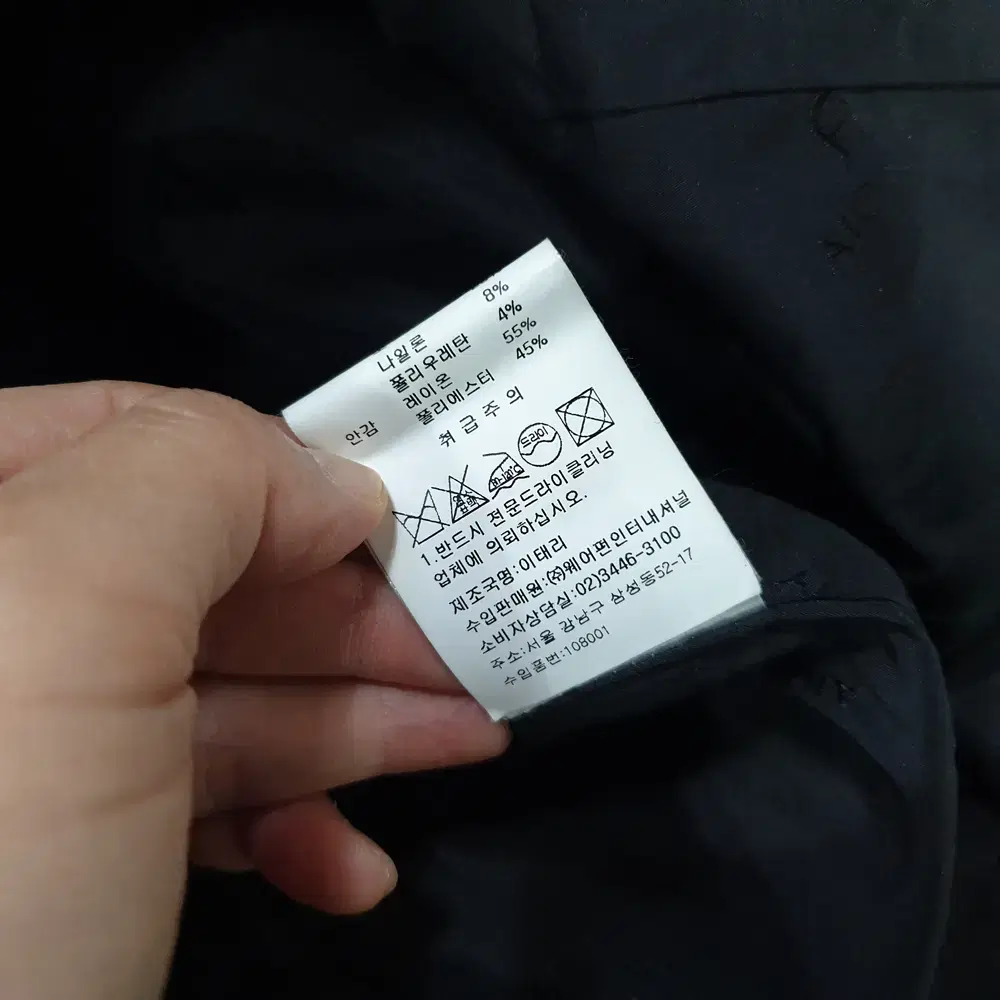 나일론 8%
폴리우레탄 4%
레이온 55%
안감 폴리에스터 45%
취급주의
드라이
1.반드시 전문드라이클리닝
업체에 의뢰하십시오.
제조국명:이태리
수입판매원:(주)웨어펀인터내셔널
소비자상담실:02)3446-3100
주소:서울 강남구 삼성동52-17
수입품번:108001